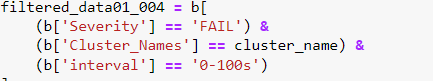 filtered_data01_004 = b[
(b['Severity'] == 'FAIL') &
(b['Cluster_Names'] == cluster_name) &
(b['interval'] == '0-100s')